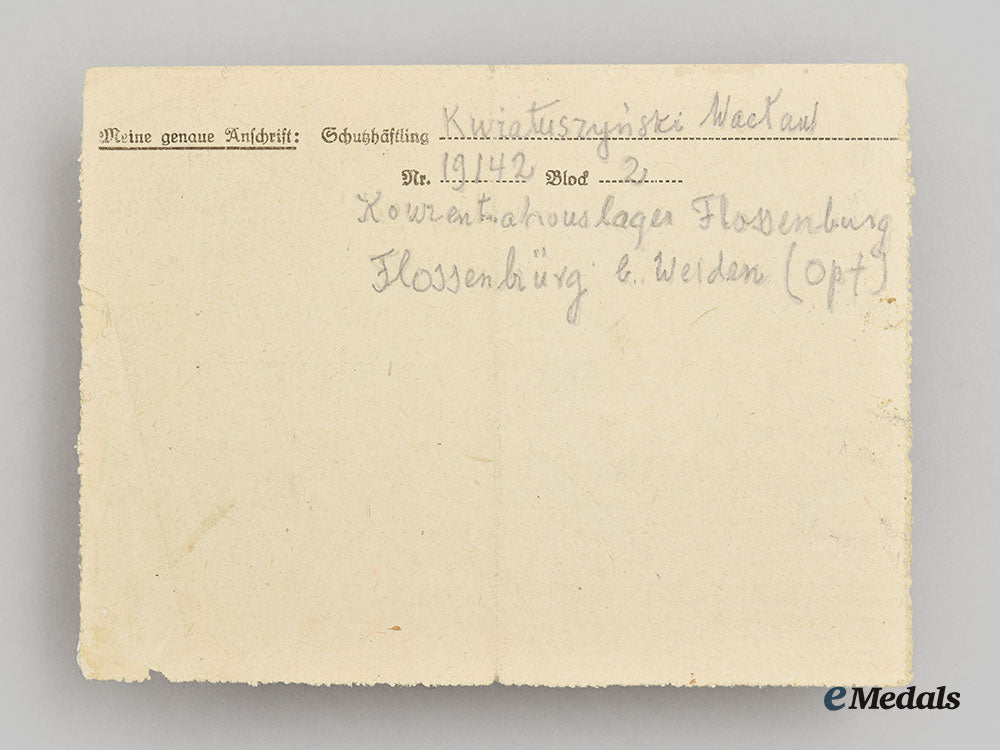 Meine genaue Anschrift: Schutzhäftling Kwiatuszyński Wacław
Nr. 19142 Block 2
Konzentrationslager Flossenbürg
Flossenbürg b. Weiden (Opf)
eMedals